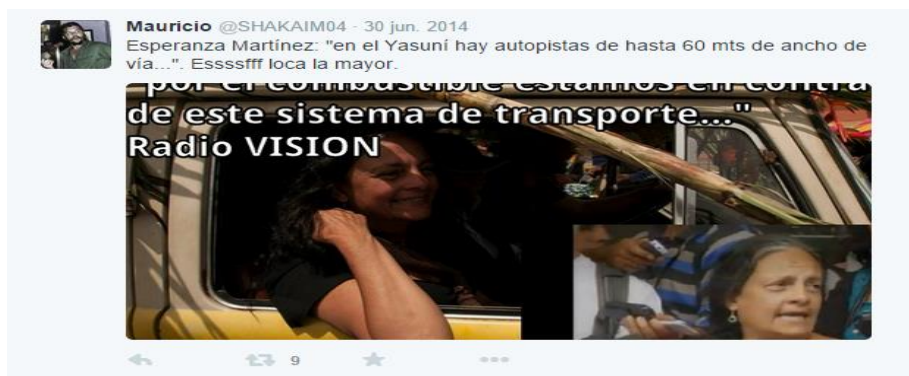 Mauricio @SHAKAIM04 · 30 jun. 2014
Esperanza Martínez: "en el Yasuní hay autopistas de hasta 60 mts de ancho de
vía...". Essssfff loca la mayor.
"por el combustible estamos en contra
de este sistema de transporte..."
Radio VISION
9